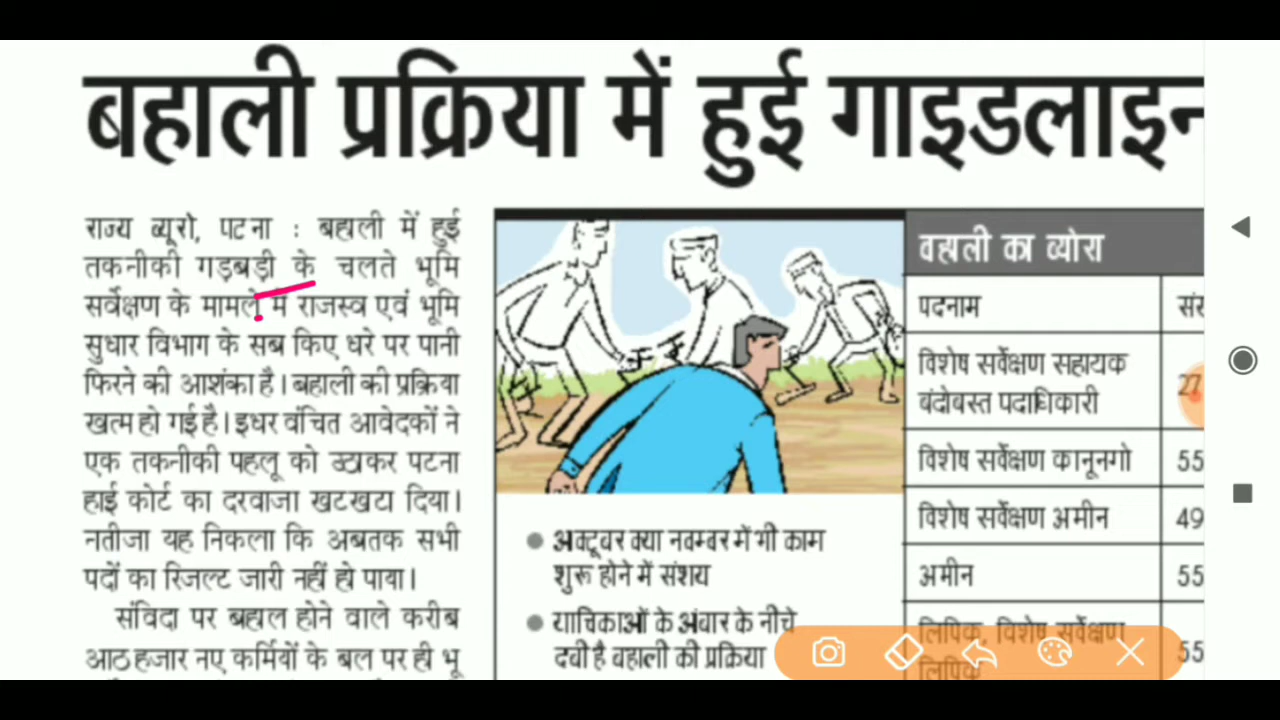 बहाली प्रक्रिया में हुई गाइडलाइन
राज्य ब्यूरो, पटना : बहाली में हुई
तकनीकी गड़बड़ी के चलते भूमि
सर्वेक्षण के मामले में राजस्व एवं भूमि
सुधार विभाग के सब किए धरे पर पानी
फिरने की आशंका है। बहाली की प्रक्रिया
खत्म हो गई है। इधर वंचित आवेदकों ने
एक तकनीकी पहलू को उठाकर पटना
हाई कोर्ट का दरवाजा खटखटा दिया।
नतीजा यह निकला कि अबतक सभी
पदों का रिजल्ट जारी नहीं हो पाया।
संविदा पर बहाल होने वाले करीब
आठ हजार नए कर्मियों के बल पर ही भू
अक्टूबर क्या नवम्बर में भी काम
शुरू होने में संशय
याचिकाओं के अंबार के नीचे
दबी है बहाली की प्रक्रिया
बहाली का ब्योरा
पदनाम
विशेष सर्वेक्षण सहायक
बंदोबस्त पदाधिकारी
27
विशेष सर्वेक्षण कानूनगो 55
विशेष सर्वेक्षण अमीन 49
अमीन 55
लिपिक, विशेष सर्वेक्षण
लिपिक 55